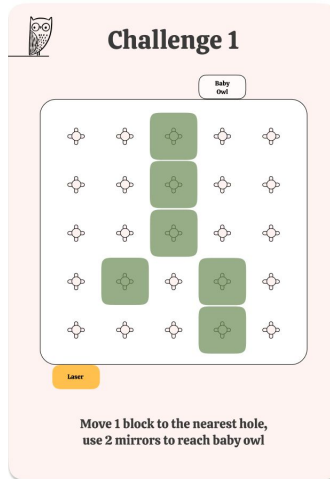 Challenge 1
Baby
Owl
Laser
Move 1 block to the nearest hole,
use 2 mirrors to reach baby owl